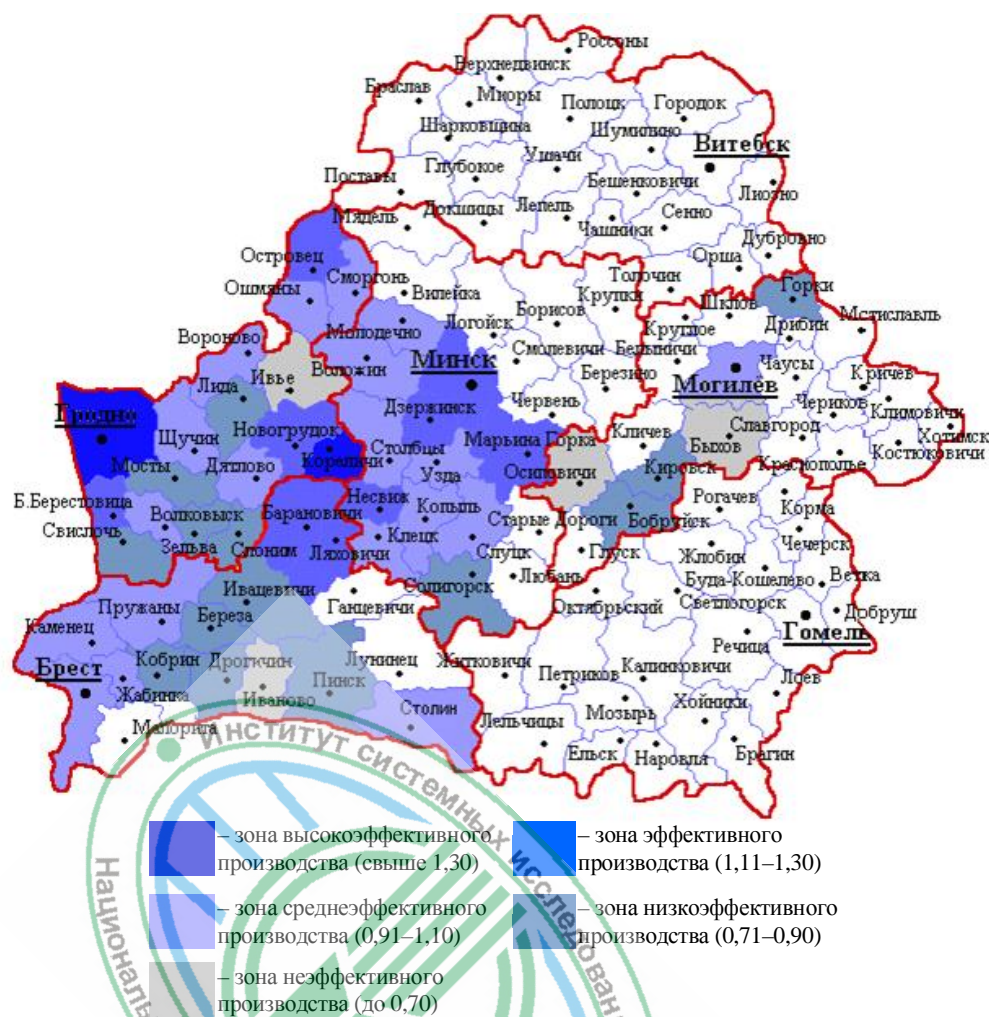 Россоны
Верхнедвинск
Браслав
Миоры
Полоцк
Городок
Шарковщина
Шумилино
Витебск
Глубокое
Ушачи
Поставы
Бешенковичи
Лиозно
Докшицы
Лепель
Сенно
Мядель
Чашники
Дубровно
Островец
Орша
Сморгонь
Толочин
Горки
Ошмяны
Вилейка
Крупки
Шклов
Мстиславль
Борисов
Вороново
Молодечно
Логойск
Круглое
Дрибин
Смолевичи
Белыничи
Минск
Чаусы
Ивье
Воложин
Лида
Могилёв
Кричев
Березино
Гродно
Дзержинск
Червень
Чериков
Климовичи
Щучин
Новогрудок
Столбцы
Марьина Горка
Кличев
Славгород
Хотимск
Мосты
Дятлово
Кореличи
Узда
Осиповичи
Быхов
Костюковичи
Кировск
Краснополье
Б.Берестовица
Несвиж
Рогачев
Свислочь
Волковыск
Барановичи
Копыль
Старые Дороги
Бобруйск
Корма
Зельва
Слоним
Ляховичи
Клецк
Слуцк
Глуск
Жлобин
Чечерск
Ивацевичи
Солигорск
Любань
Буда-Кошелево
Ветка
Пружаны
Береза
Ганцевичи
Октябрьский
Светлогорск
Добруш
Каменец
Гомель
Кобрин
Дрогичин
Лунинец
Житковичи
Речица
Брест
Калинковичи
Жабинка
Иваново
Пинск
Петриков
Лоев
Столин
Хойники
Малорита
Лельчицы
Мозырь
Ельск
Наровля
Брагин
Институт системных исследован
Националь
– зона высокоэффективного
производства (свыше 1,30)
– зона эффективного
производства (1,11–1,30)
– зона среднеэффективного
производства (0,91–1,10)
– зона низкоэффективного
производства (0,71–0,90)
– зона неэффективного
производства (до 0,70)